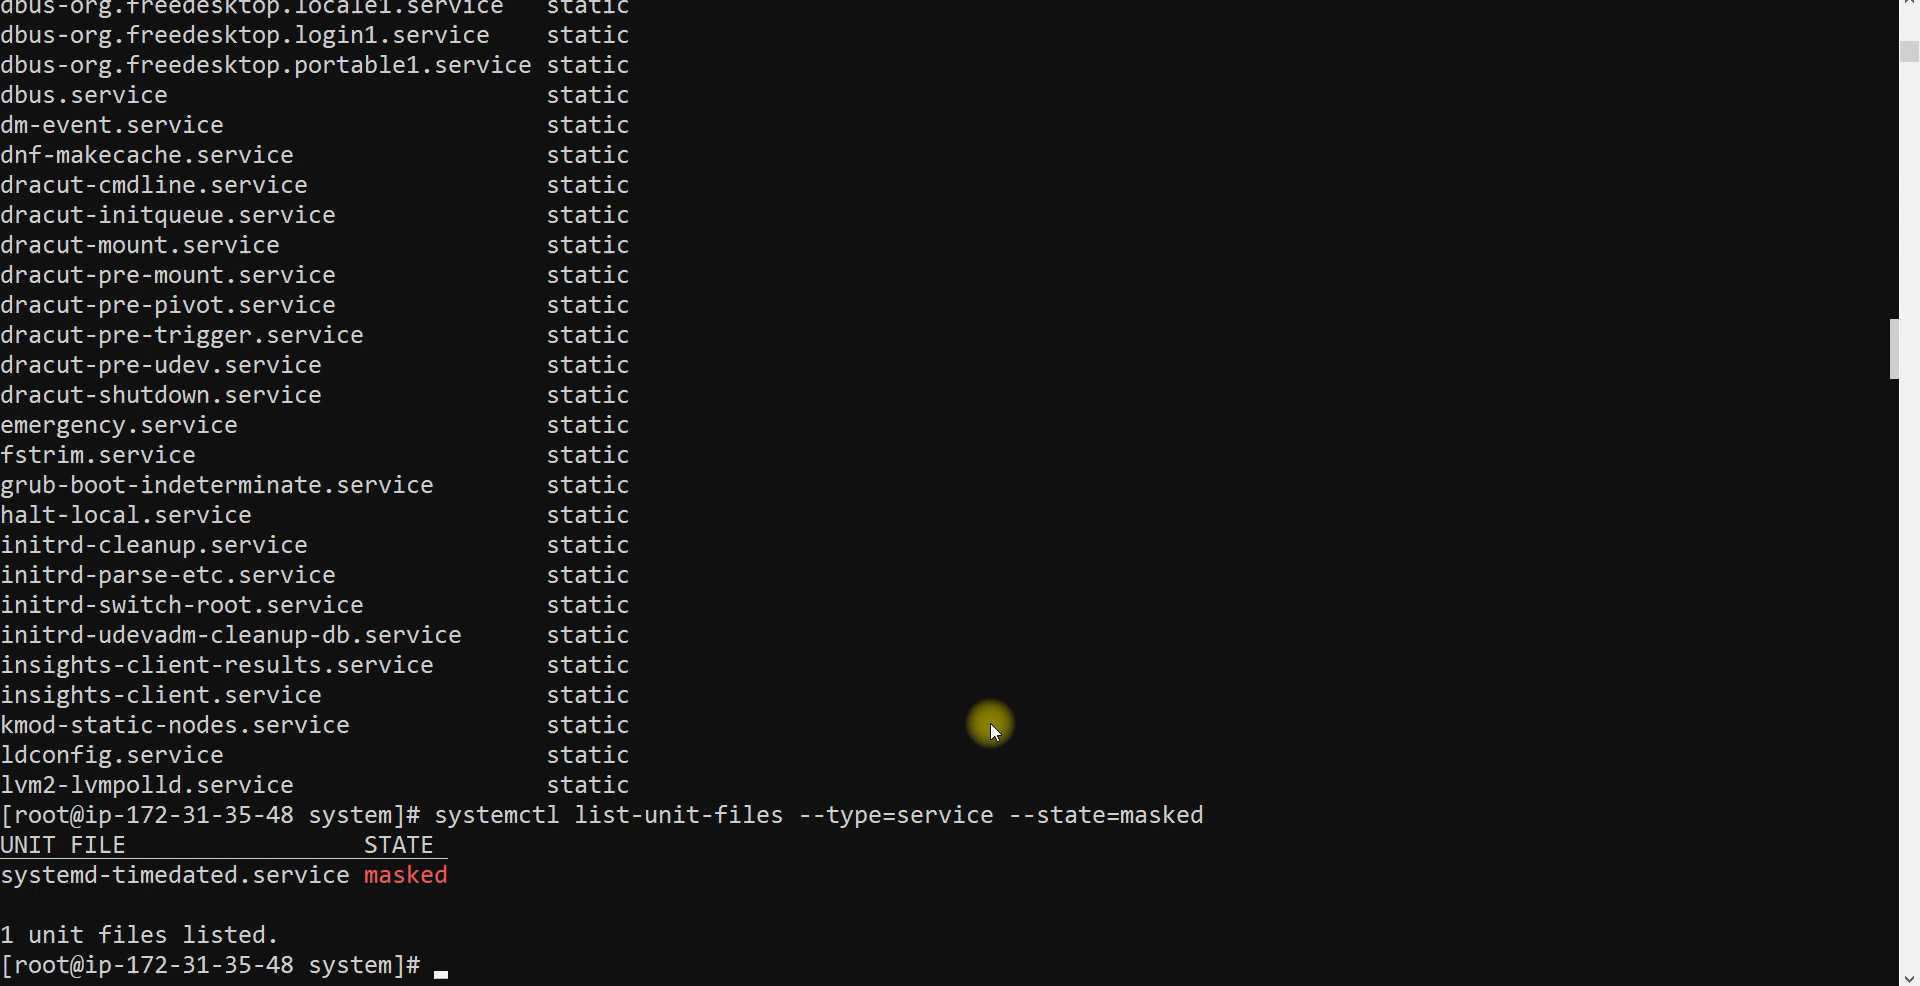 dbus-org.freedesktop.locale1.service   static
dbus-org.freedesktop.login1.service    static
dbus-org.freedesktop.portable1.service static
dbus.service                           static
dm-event.service                       static
dnf-makecache.service                  static
dracut-cmdline.service                 static
dracut-initqueue.service               static
dracut-mount.service                   static
dracut-pre-mount.service               static
dracut-pre-pivot.service               static
dracut-pre-trigger.service             static
dracut-pre-udev.service                static
dracut-shutdown.service                static
emergency.service                      static
fstrim.service                         static
grub-boot-indeterminate.service        static
halt-local.service                     static
initrd-cleanup.service                 static
initrd-parse-etc.service               static
initrd-switch-root.service             static
initrd-udevadm-cleanup-db.service      static
insights-client-results.service        static
insights-client.service                static
kmod-static-nodes.service              static
ldconfig.service                       static
lvm2-lvmpolld.service                  static
[root@ip-172-31-35-48 system]# systemctl list-unit-files --type=service --state=masked
UNIT FILE                 STATE
systemd-timedated.service masked
1 unit files listed.
[root@ip-172-31-35-48 system]#